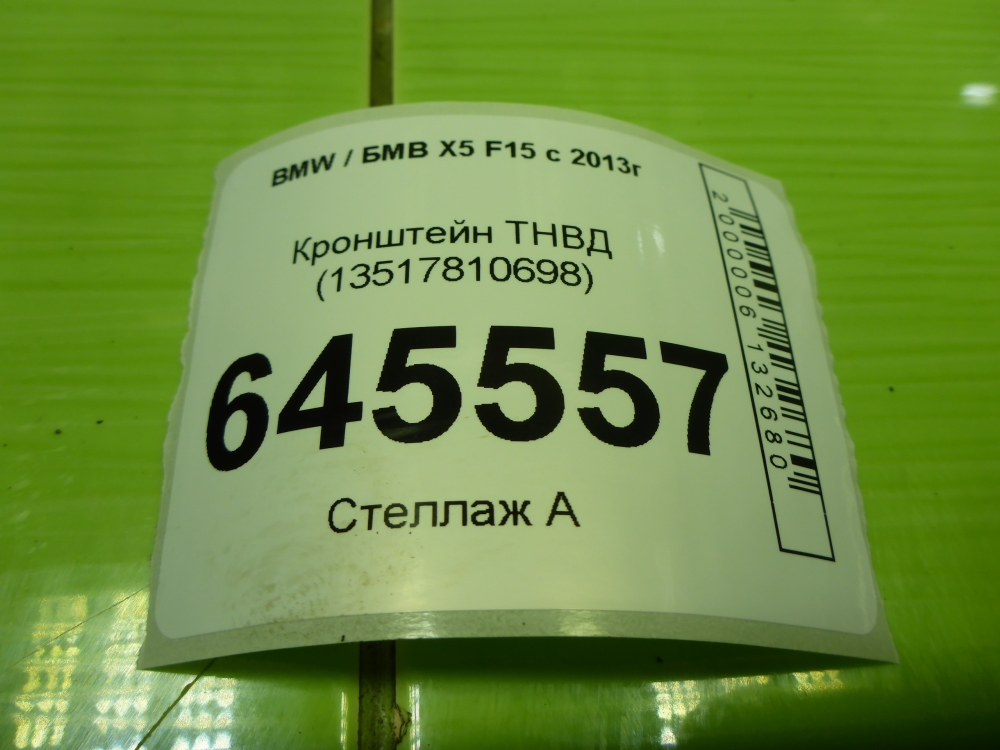 BMW / БМВ X5 F15 с 2013г
Кронштейн ТНВД
(13517810698)
645557
Стеллаж А
2000006132680